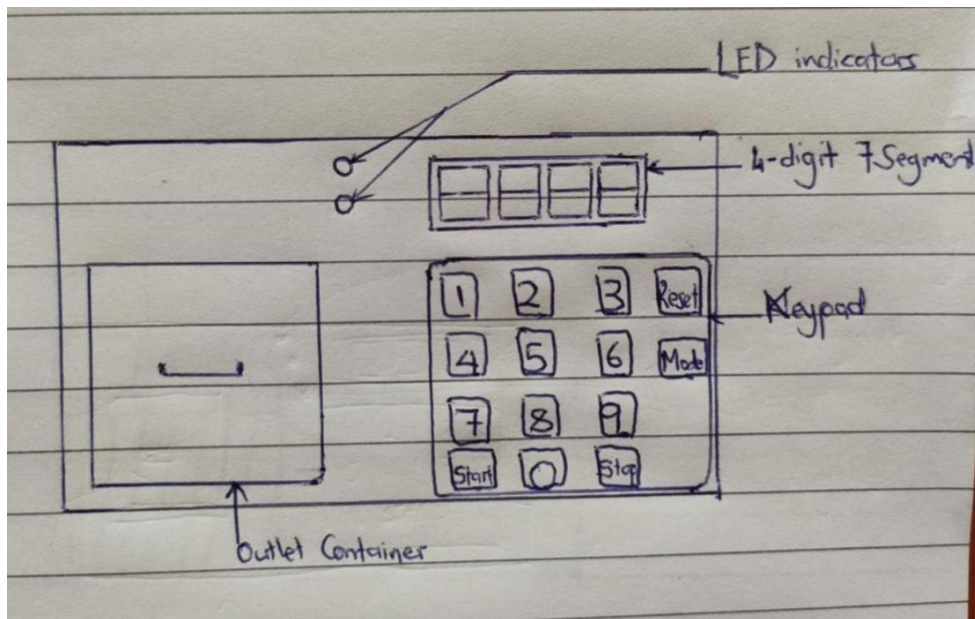 LED indicators
4-digit 7Segment
1 2 3 Reset
Keypad
4 5 6 Mode
7 8 9
Start 0 Stop
Outlet Container